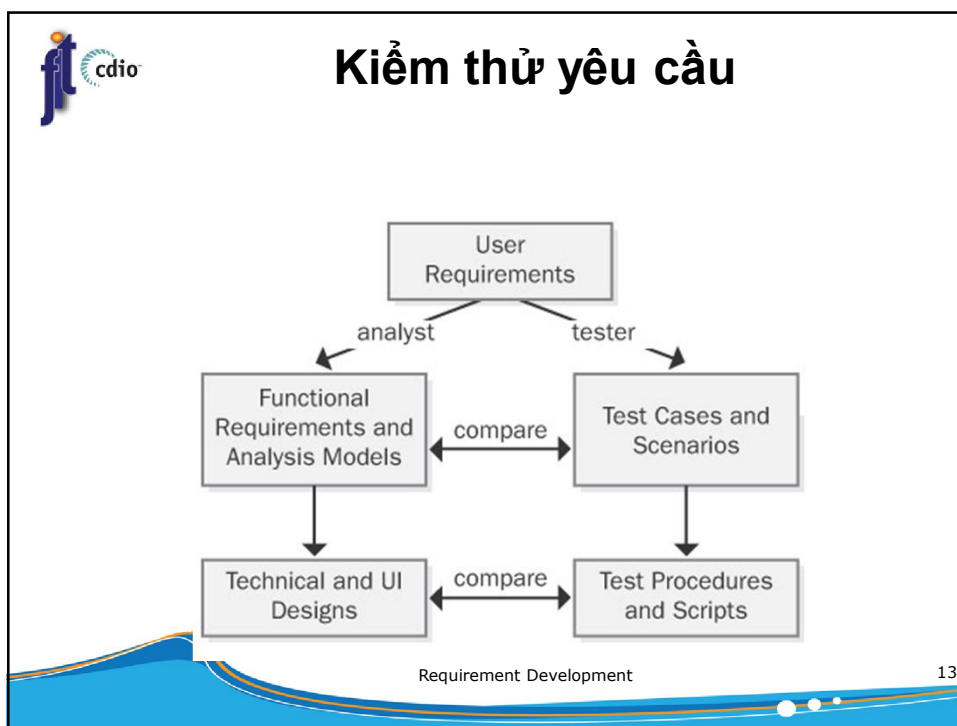 fit
cdio
Kiểm thử yêu cầu
User
Requirements
analyst
tester
Functional
Requirements and
Analysis Models
compare
Test Cases and
Scenarios
Technical and UI
Designs
compare
Test Procedures
and Scripts
Requirement Development
13